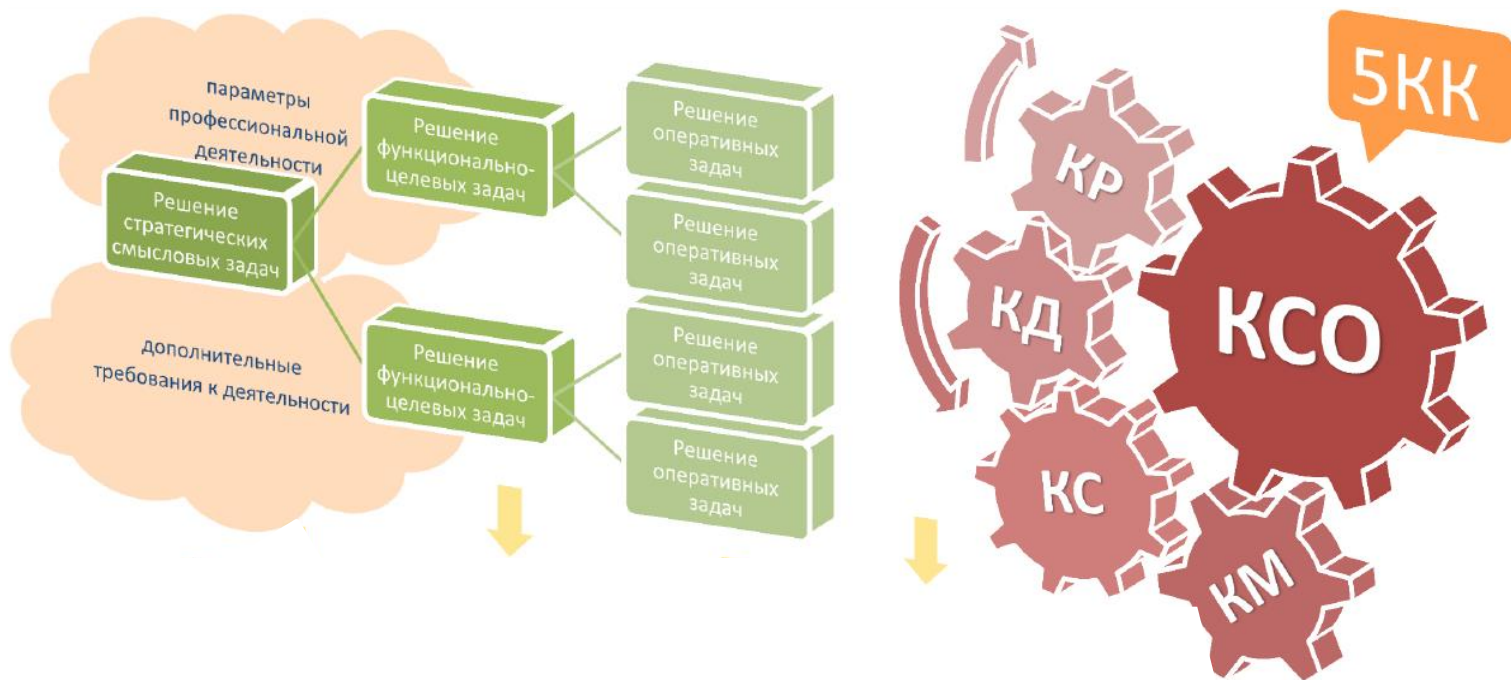 параметры
профессиональной
деятельности
Решение
стратегических
смысловых задач
дополнительные
требования к деятельности
Решение
функционально-
целевых задач
Решение
функционально-
целевых задач
Решение
оперативных
задач
Решение
оперативных
задач
Решение
оперативных
задач
Решение
оперативных
задач
5КК
КР
КД
КСО
КС
КМ